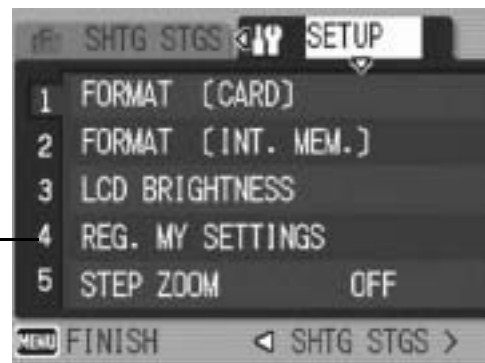 SHTG STGS SETUP
1 FORMAT [CARD]
2 FORMAT [INT. MEM.]
3 LCD BRIGHTNESS
4 REG. MY SETTINGS
5 STEP ZOOM OFF
MENU FINISH SHTG STGS >